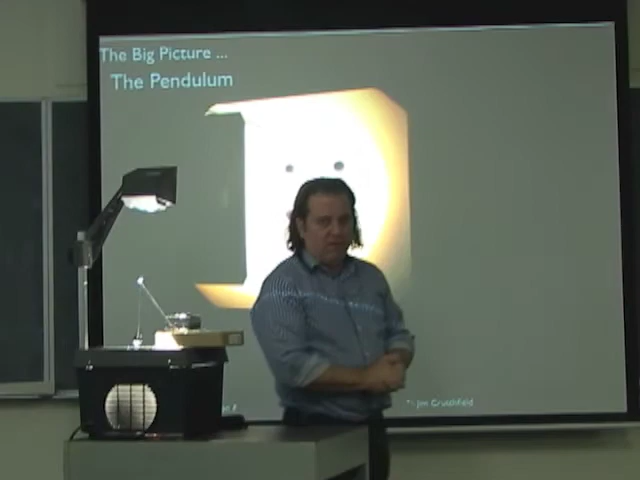 The Big Picture ...
The Pendulum
Jim Crutchfield